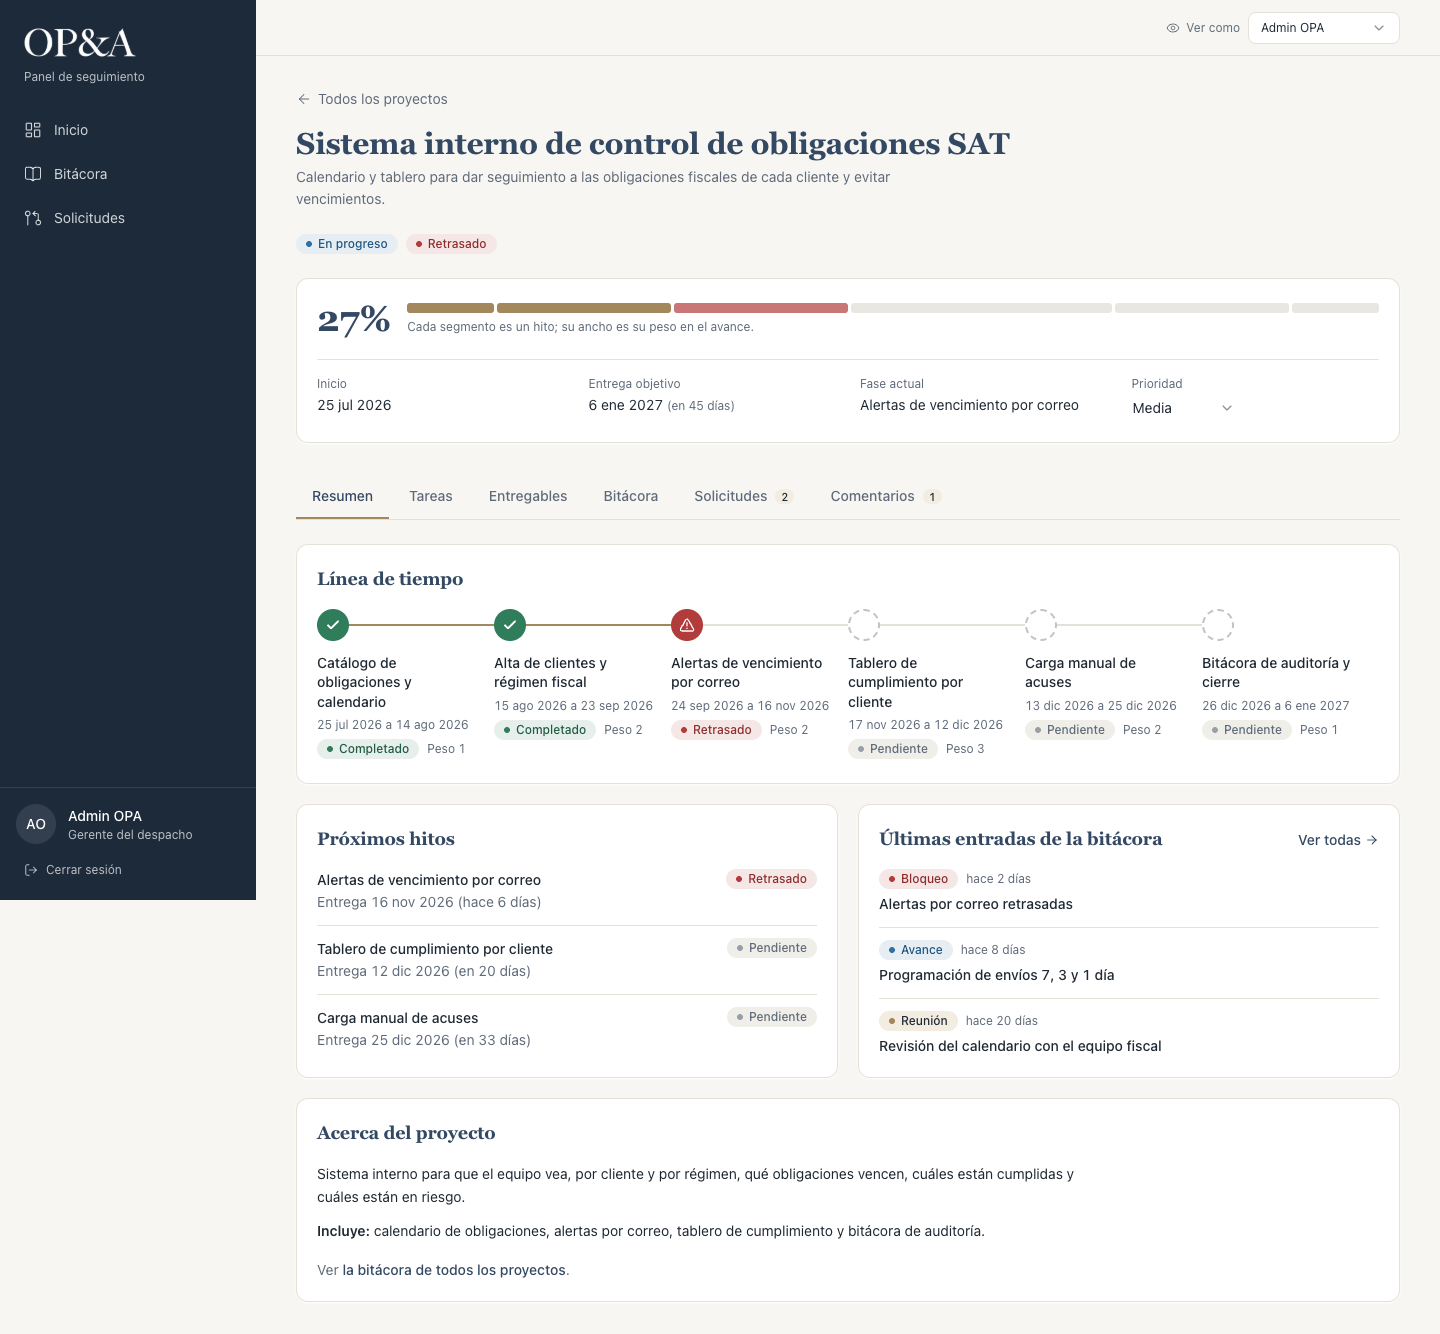 OP&A
Panel de seguimiento
Inicio
Bitácora
Solicitudes
AO
Admin OPA
Gerente del despacho
Cerrar sesión
Ver como
Admin OPA
Todos los proyectos
Sistema interno de control de obligaciones SAT
Calendario y tablero para dar seguimiento a las obligaciones fiscales de cada cliente y evitar
vencimientos.
En progreso
Retrasado
27%
Cada segmento es un hito; su ancho es su peso en el avance.
Inicio
25 jul 2026
Entrega objetivo
6 ene 2027 (en 45 días)
Fase actual
Alertas de vencimiento por correo
Prioridad
Media
Resumen
Tareas
Entregables
Bitácora
Solicitudes 2
Comentarios 1
Línea de tiempo
Catálogo de
obligaciones y
calendario
25 jul 2026 a 14 ago 2026
Completado Peso 1
Alta de clientes y
régimen fiscal
15 ago 2026 a 23 sep 2026
Completado Peso 2
Alertas de vencimiento
por correo
24 sep 2026 a 16 nov 2026
Retrasado Peso 2
Tablero de
cumplimiento por
cliente
17 nov 2026 a 12 dic 2026
Pendiente Peso 3
Carga manual de
acuses
13 dic 2026 a 25 dic 2026
Pendiente Peso 2
Bitácora de auditoría y
cierre
26 dic 2026 a 6 ene 2027
Pendiente Peso 1
Próximos hitos
Alertas de vencimiento por correo
Retrasado
Entrega 16 nov 2026 (hace 6 días)
Tablero de cumplimiento por cliente
Pendiente
Entrega 12 dic 2026 (en 20 días)
Carga manual de acuses
Pendiente
Entrega 25 dic 2026 (en 33 días)
Últimas entradas de la bitácora
Ver todas
Bloqueo hace 2 días
Alertas por correo retrasadas
Avance hace 8 días
Programación de envíos 7, 3 y 1 día
Reunión hace 20 días
Revisión del calendario con el equipo fiscal
Acerca del proyecto
Sistema interno para que el equipo vea, por cliente y por régimen, qué obligaciones vencen, cuáles están cumplidas y
cuáles están en riesgo.
Incluye: calendario de obligaciones, alertas por correo, tablero de cumplimiento y bitácora de auditoría.
Ver la bitácora de todos los proyectos.